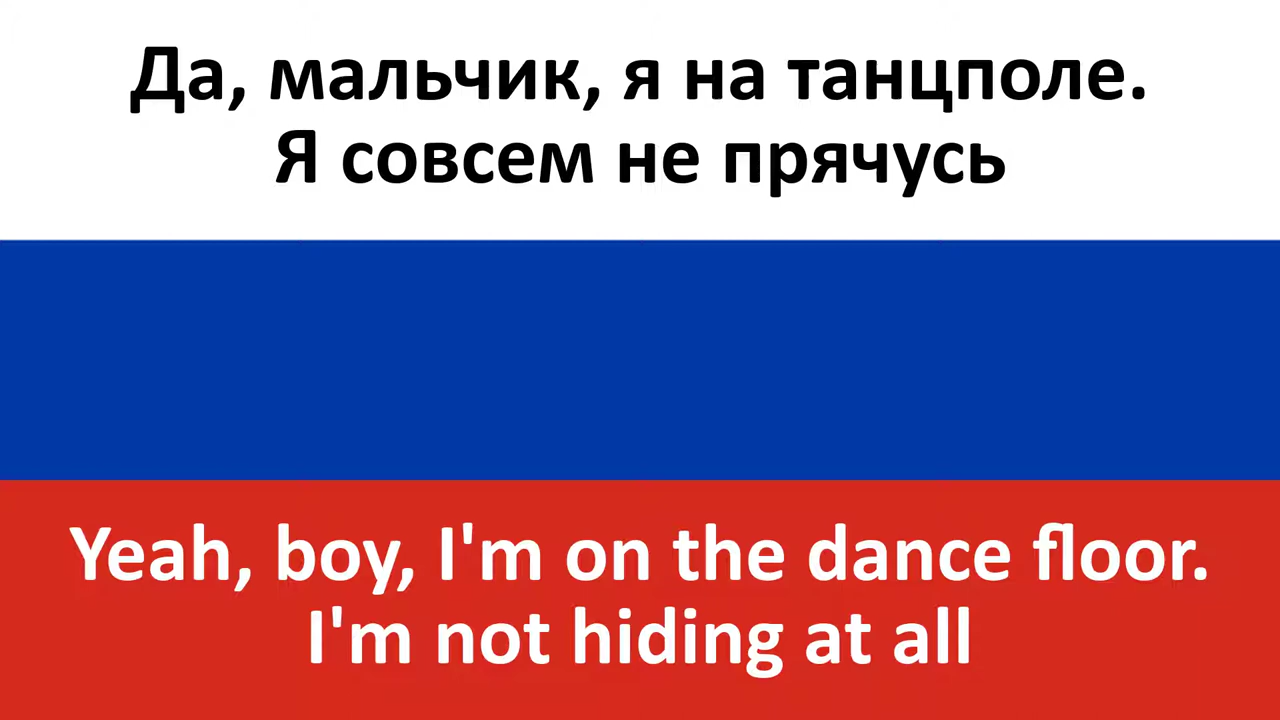 Да, мальчик, я на танцполе.
Я совсем не прячусь
Yeah, boy, I'm on the dance floor.
I'm not hiding at all